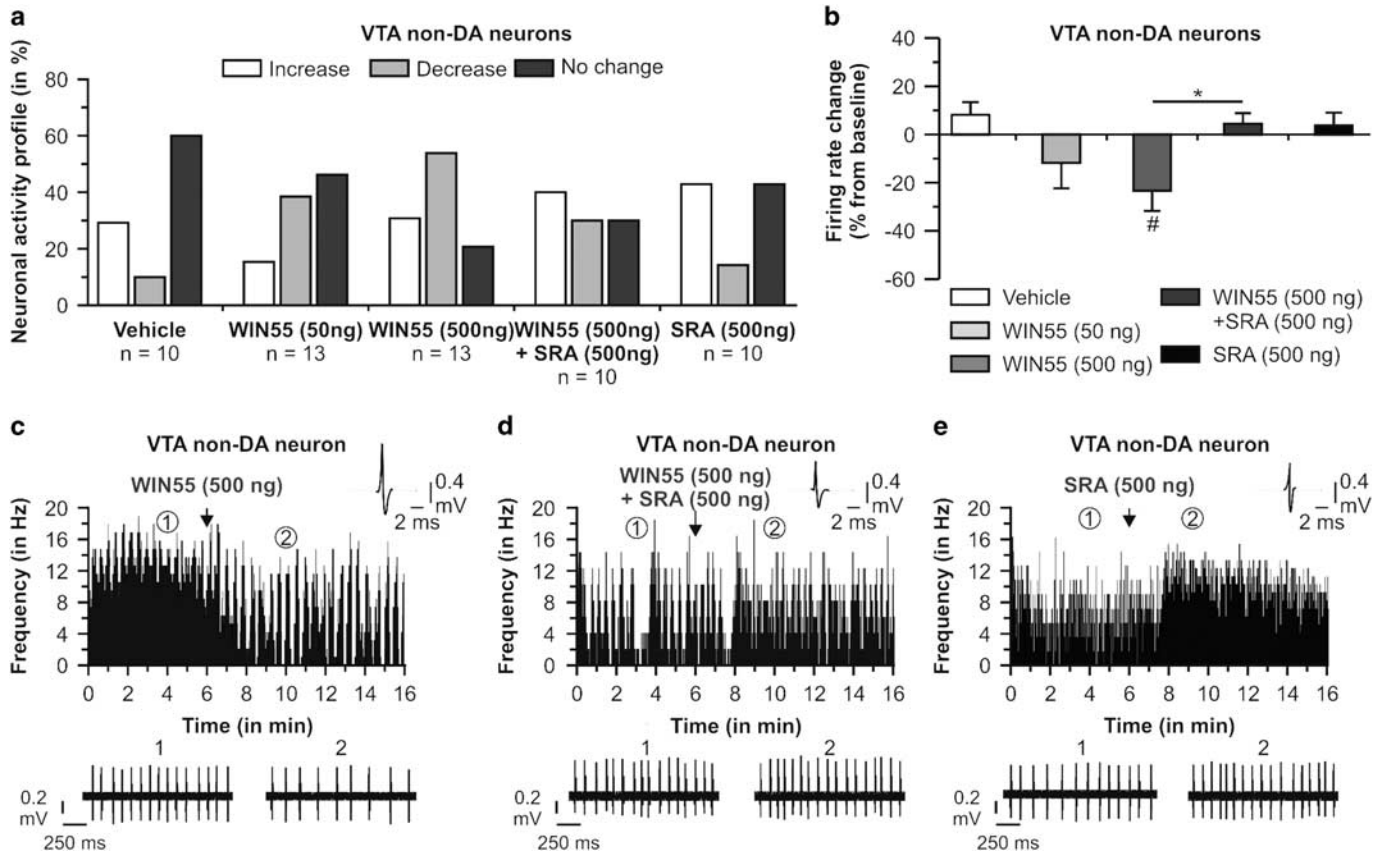 a
VTA non-DA neurons
Increase Decrease No change
Neuronal activity profile (in %)
80
60
40
20
0
Vehicle
n = 10
WIN55 (50ng)
n = 13
WIN55 (500ng)
n = 13
WIN55 (500ng)
+ SRA (500ng)
n = 10
SRA (500ng)
n = 10
b
VTA non-DA neurons
Firing rate change
(% from baseline)
40
20
0
-20
-40
-60
*
#
Vehicle
WIN55 (50 ng)
WIN55 (500 ng)
WIN55 (500 ng)
+SRA (500 ng)
SRA (500 ng)
c
VTA non-DA neuron
WIN55 (500 ng)
0.4
mV
2 ms
1 2
Frequency (in Hz)
20
16
12
8
4
0
0 2 4 6 8 10 12 14 16
Time (in min)
1 2
0.2
mV
250 ms
d
VTA non-DA neuron
WIN55 (500 ng)
+ SRA (500 ng)
0.4
mV
2 ms
1 2
Frequency (in Hz)
20
16
12
8
4
0
0 2 4 6 8 10 12 14 16
Time (in min)
1 2
0.2
mV
250 ms
e
VTA non-DA neuron
SRA (500 ng)
0.4
mV
2 ms
1 2
Frequency (in Hz)
20
16
12
8
4
0
0 2 4 6 8 10 12 14 16
Time (in min)
1 2
0.2
mV
250 ms